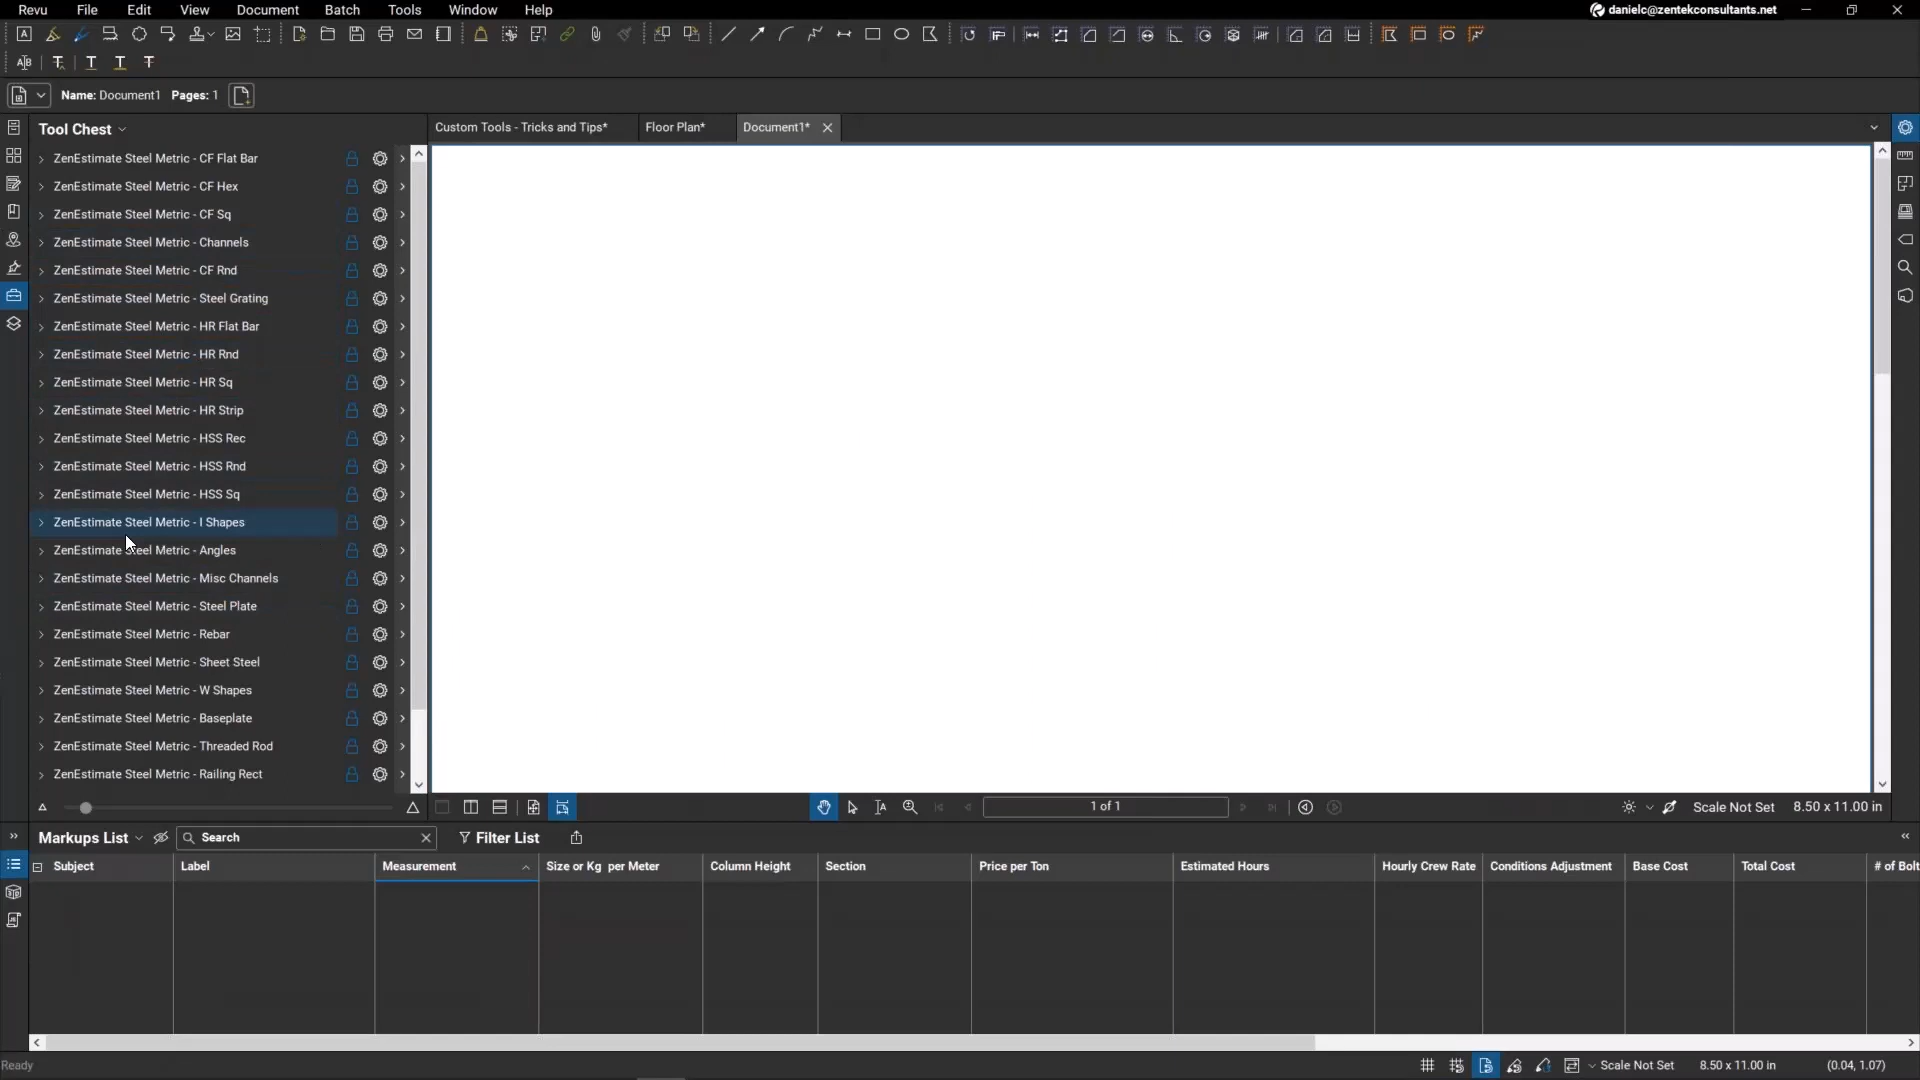 Revu File Edit View Document Batch Tools Window Help danielc@zentekconsultants.net
Name: Document1 Pages: 1
Tool Chest
Custom Tools - Tricks and Tips* Floor Plan* Document1*
ZenEstimate Steel Metric - CF Flat Bar
ZenEstimate Steel Metric - CF Hex
ZenEstimate Steel Metric - CF Sq
ZenEstimate Steel Metric - Channels
ZenEstimate Steel Metric - CF Rnd
ZenEstimate Steel Metric - Steel Grating
ZenEstimate Steel Metric - HR Flat Bar
ZenEstimate Steel Metric - HR Rnd
ZenEstimate Steel Metric - HR Sq
ZenEstimate Steel Metric - HR Strip
ZenEstimate Steel Metric - HSS Rec
ZenEstimate Steel Metric - HSS Rnd
ZenEstimate Steel Metric - HSS Sq
ZenEstimate Steel Metric - I Shapes
ZenEstimate Steel Metric - Angles
ZenEstimate Steel Metric - Misc Channels
ZenEstimate Steel Metric - Steel Plate
ZenEstimate Steel Metric - Rebar
ZenEstimate Steel Metric - Sheet Steel
ZenEstimate Steel Metric - W Shapes
ZenEstimate Steel Metric - Baseplate
ZenEstimate Steel Metric - Threaded Rod
ZenEstimate Steel Metric - Railing Rect
1 of 1 Scale Not Set 8.50 x 11.00 in
Markups List Search Filter List
Subject Label Measurement Size or Kg per Meter Column Height Section Price per Ton Estimated Hours Hourly Crew Rate Conditions Adjustment Base Cost Total Cost # of Bolt
Ready Scale Not Set 8.50 x 11.00 in (0.04, 1.07)